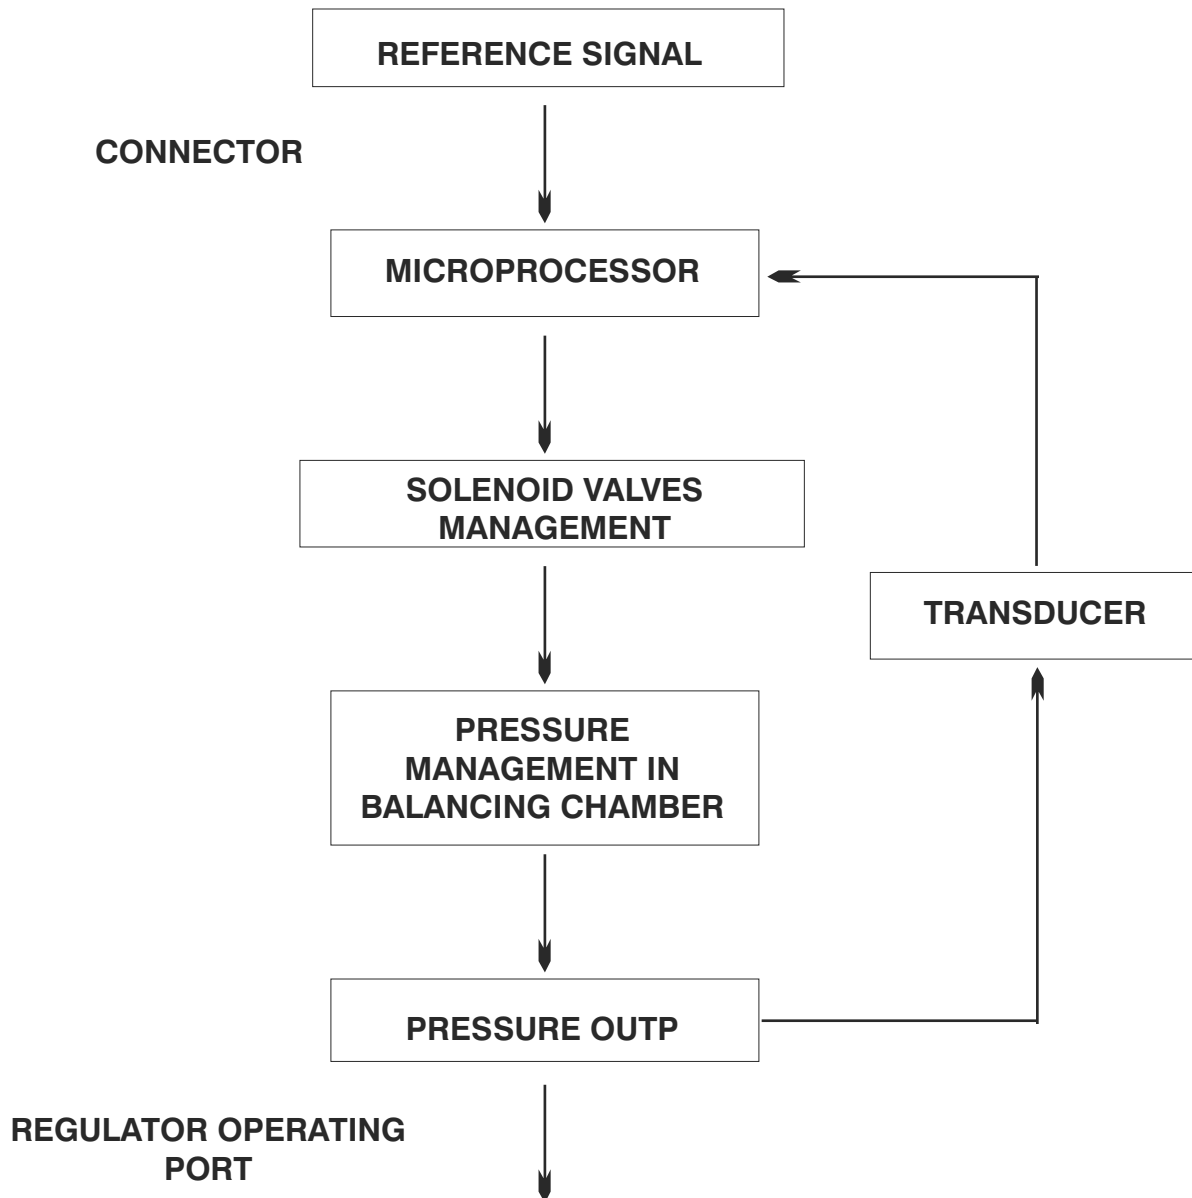 REFERENCE SIGNAL
CONNECTOR
MICROPROCESSOR
SOLENOID VALVES
MANAGEMENT
TRANSDUCER
PRESSURE
MANAGEMENT IN
BALANCING CHAMBER
PRESSURE OUTP
REGULATOR OPERATING
PORT